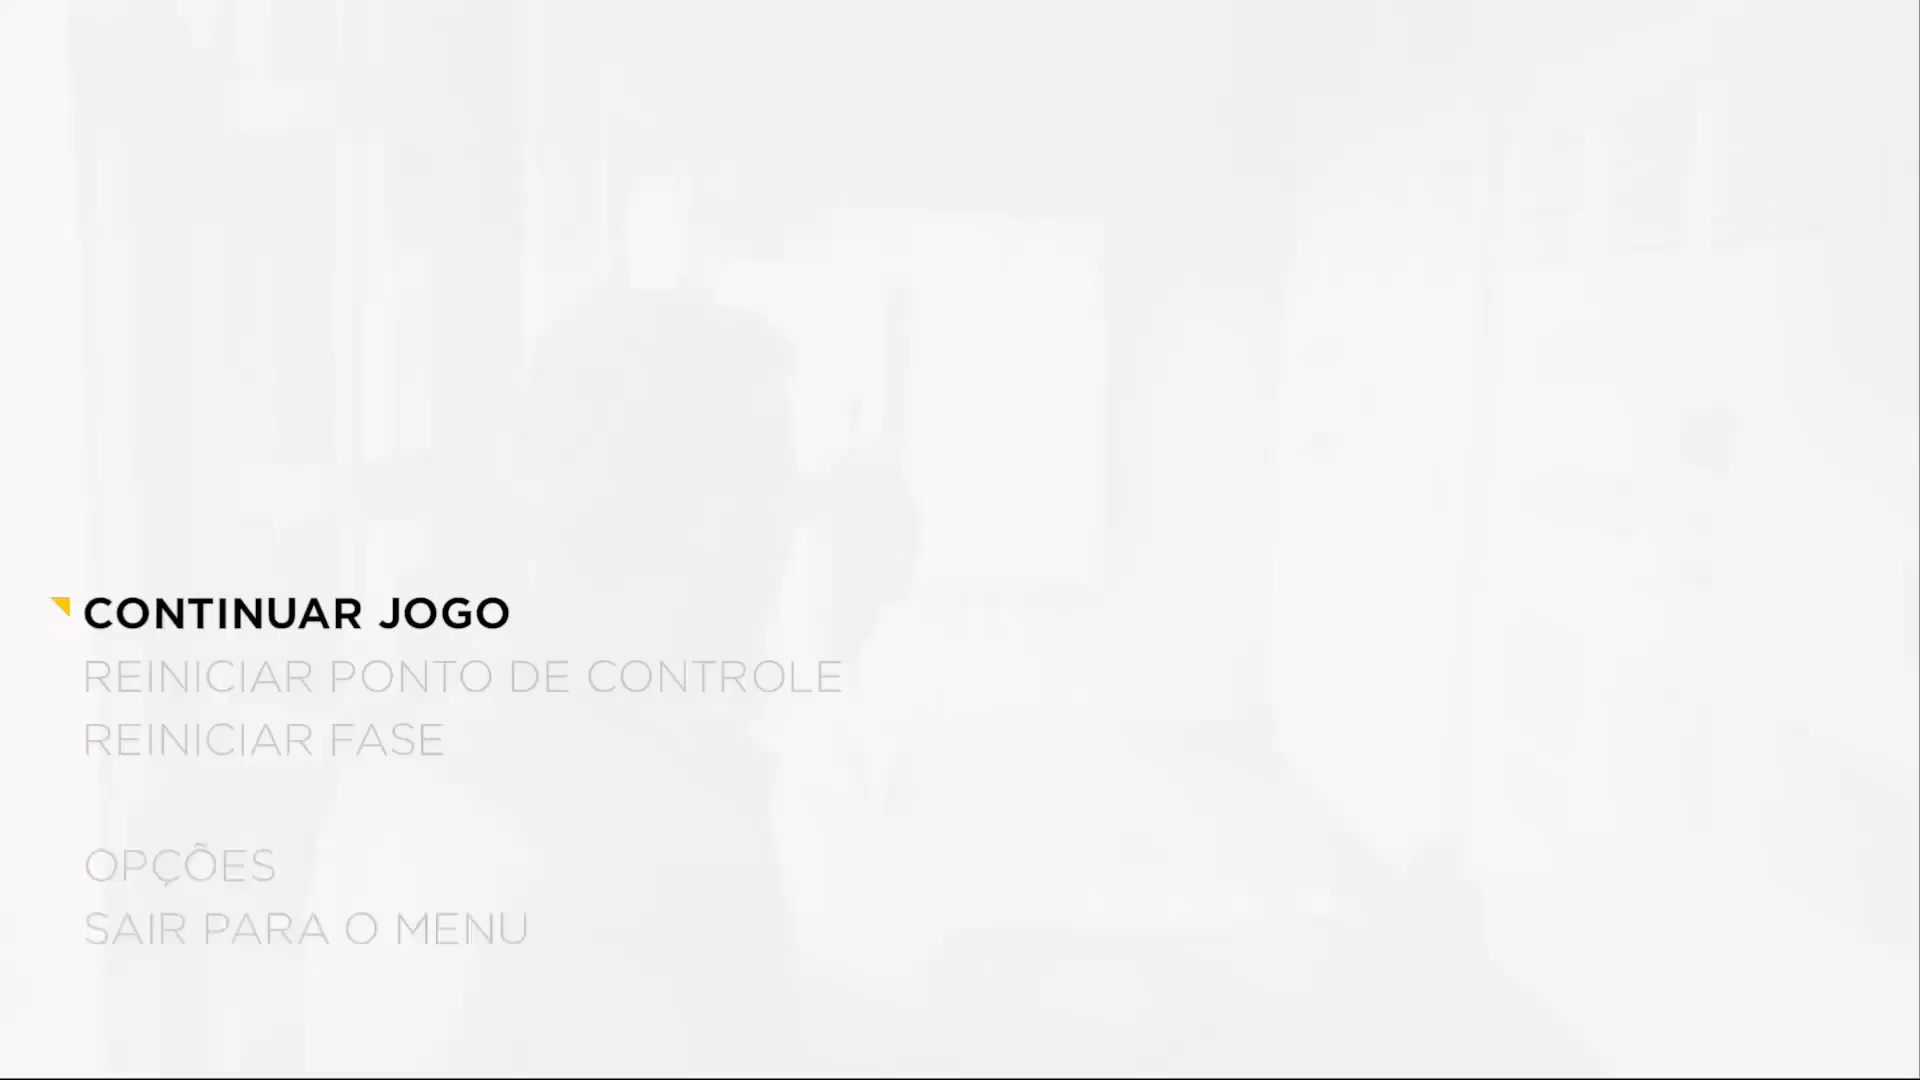 CONTINUAR JOGO
REINICIAR PONTO DE CONTROLE
REINICIAR FASE
OPÇÕES
SAIR PARA O MENU